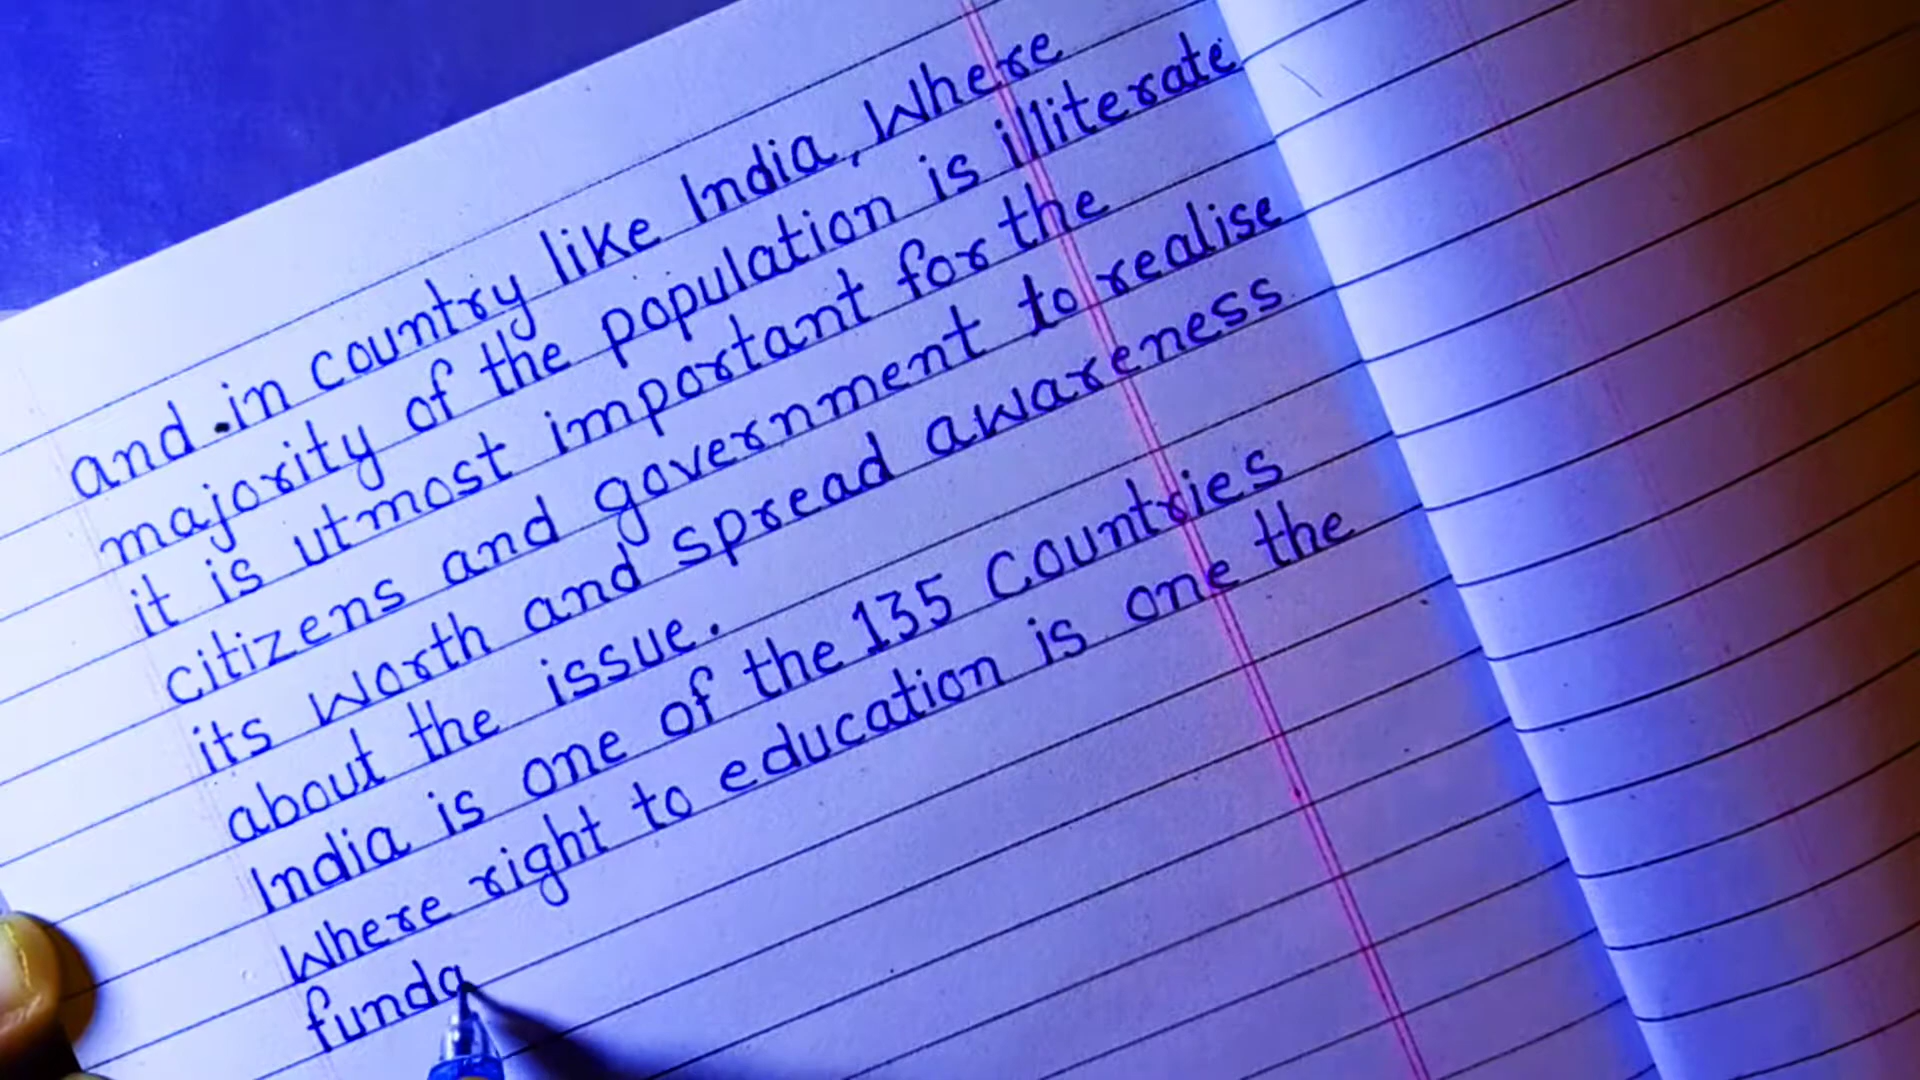 and in country like India, Where
majority of the population is illiterate
it is utmost important for the
citizens and government to realise
its worth and spread awareness
about the issue.
India is one of the 135 Countries
Where right to education is one the
funda